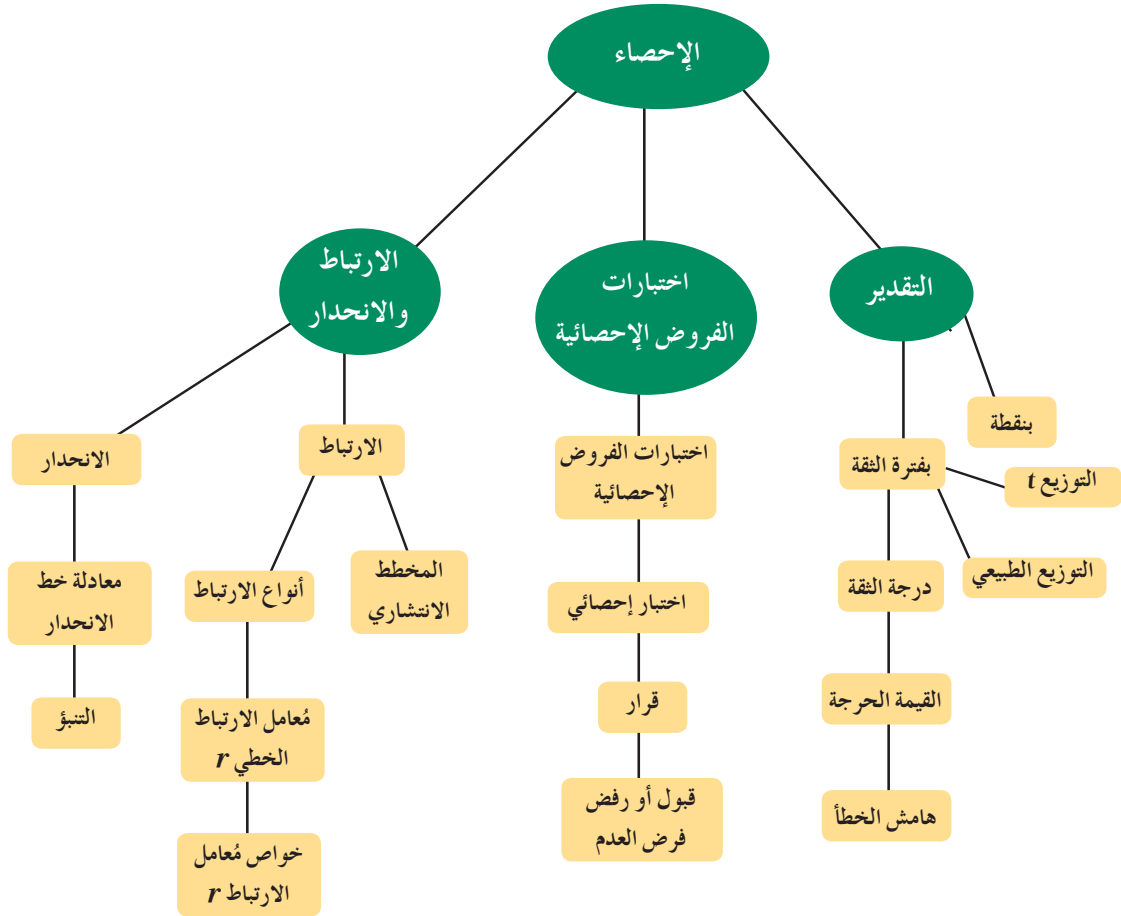 الإحصاء
التقدير
بنقطة
بفترة الثقة
التوزيع t
التوزيع الطبيعي
درجة الثقة
القيمة الحرجة
هامش الخطأ
اختبارات
الفروض الإحصائية
اختبارات الفروض
الإحصائية
اختبار إحصائي
قرار
قبول أو رفض
فرض العدم
الارتباط
والانحدار
الارتباط
المخطط
الانتشاري
أنواع الارتباط
مُعامل الارتباط
الخطي r
خواص مُعامل
الارتباط r
الانحدار
معادلة خط
الانحدار
التنبؤ